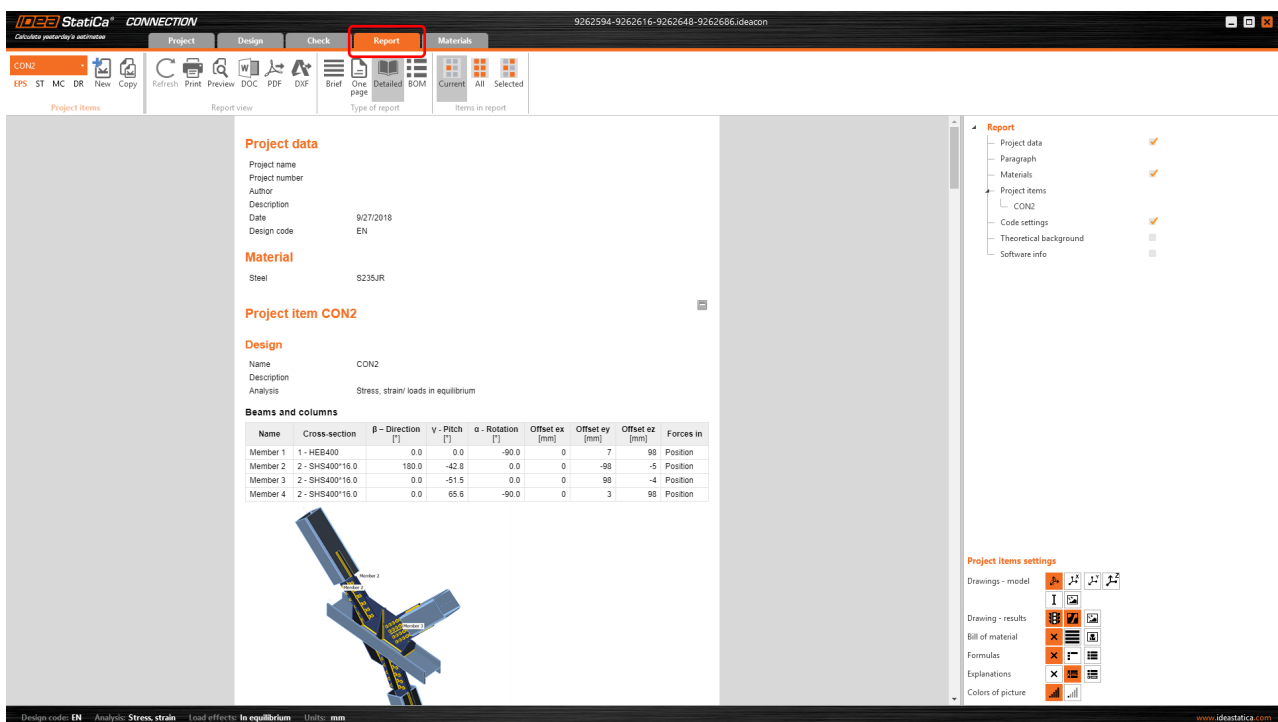 IDEA StatiCa® CONNECTION
Calculate yesterday's estimates
9262594-9262616-9262648-9262686.ideacon
Project Design Check Report Materials
CON2
EPS ST MC DR New Copy
Refresh Print Preview DOC PDF DXF
Brief One page Detailed BOM
Current All Selected
Project items Report view Type of report Items in report
Project data
Project name
Project number
Author
Description
Date 9/27/2018
Design code EN
Material
Steel S235JR
Project item CON2
Design
Name CON2
Description
Analysis Stress, strain/ loads in equilibrium
Beams and columns
Name Cross-section β – Direction [°] γ - Pitch [°] α - Rotation [°] Offset ex [mm] Offset ey [mm] Offset ez [mm] Forces in
Member 1 1 - HEB400 0.0 0.0 -90.0 0 7 98 Position
Member 2 2 - SHS400*16.0 180.0 -42.8 0.0 0 -98 -5 Position
Member 3 2 - SHS400*16.0 0.0 -51.5 0.0 0 98 -4 Position
Member 4 2 - SHS400*16.0 0.0 65.6 -90.0 0 3 98 Position
Member 2
Member 3
Report
Project data
Paragraph
Materials
Project items
CON2
Code settings
Theoretical background
Software info
Project items settings
Drawings - model
Drawing - results
Bill of material
Formulas
Explanations
Colors of picture
Design code: EN Analysis: Stress, strain Load effects: In equilibrium Units: mm
www.ideastatica.com